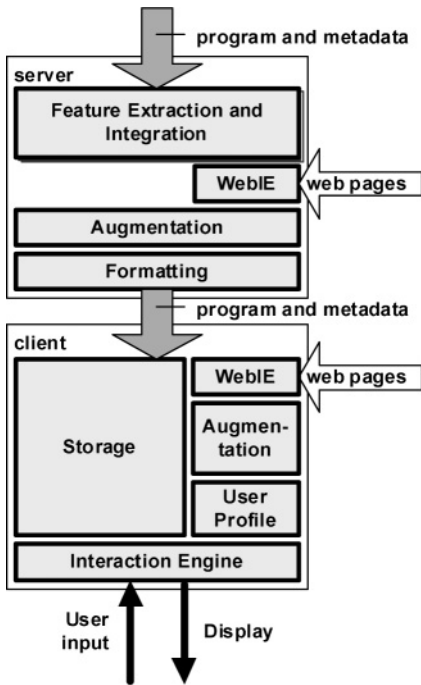 program and metadata
server
Feature Extraction and
Integration
WebIE
web pages
Augmentation
Formatting
program and metadata
client
WebIE
web pages
Storage
Augmen-
tation
User
Profile
Interaction Engine
User
input
Display